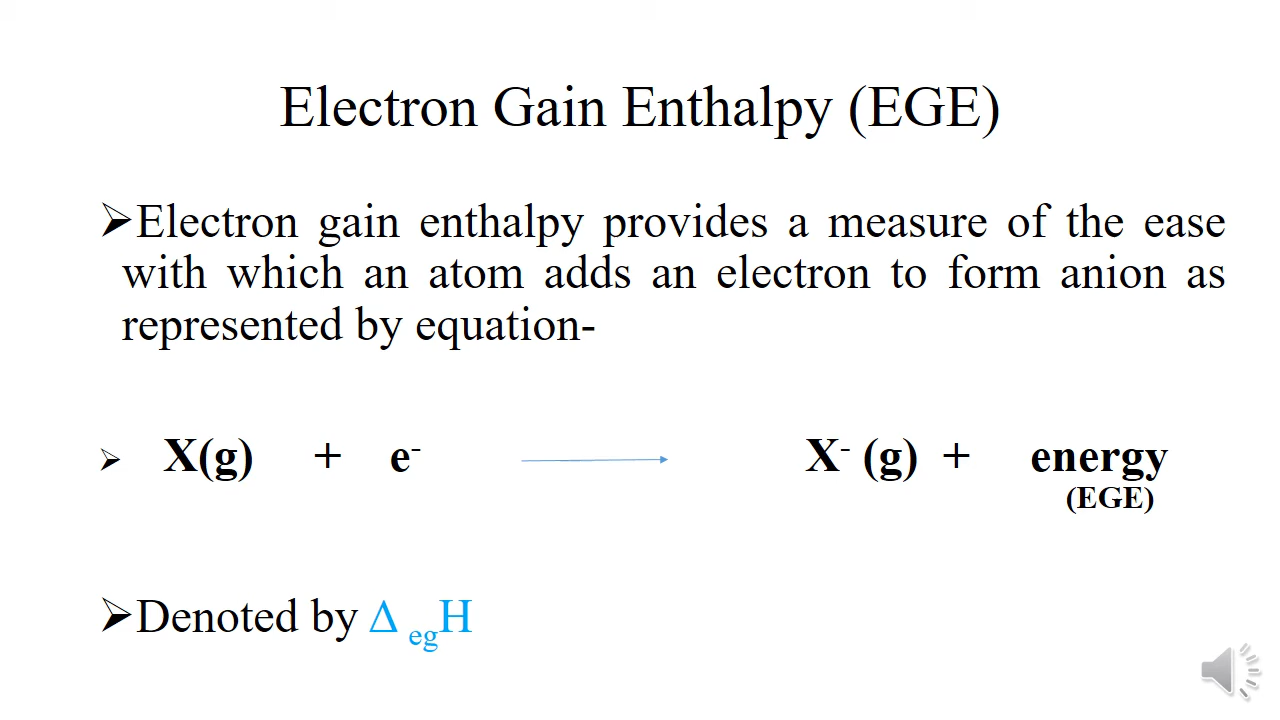 Electron Gain Enthalpy (EGE)
➢Electron gain enthalpy provides a measure of the ease
with which an atom adds an electron to form anion as
represented by equation-
➢ X(g) + e⁻ → X⁻ (g) + energy
(EGE)
➢Denoted by Δ egH